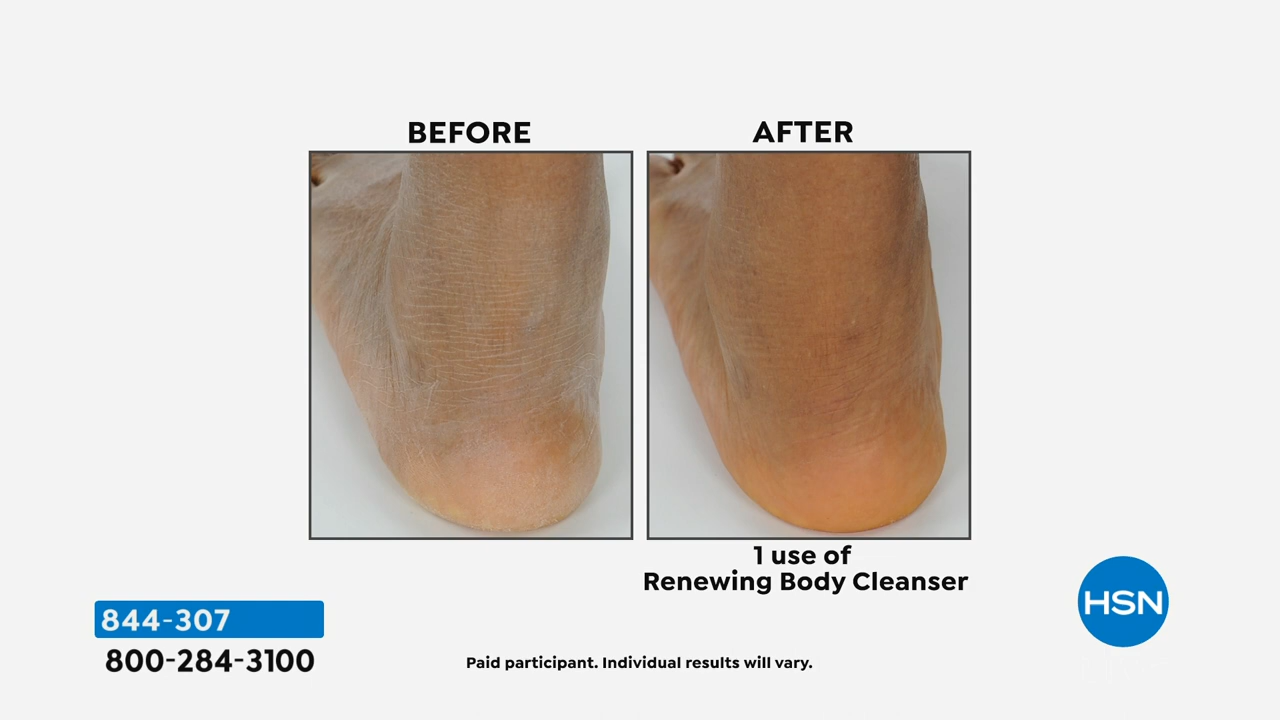 BEFORE
AFTER
1 use of
Renewing Body Cleanser
844-307
800-284-3100
Paid participant. Individual results will vary.
HSN